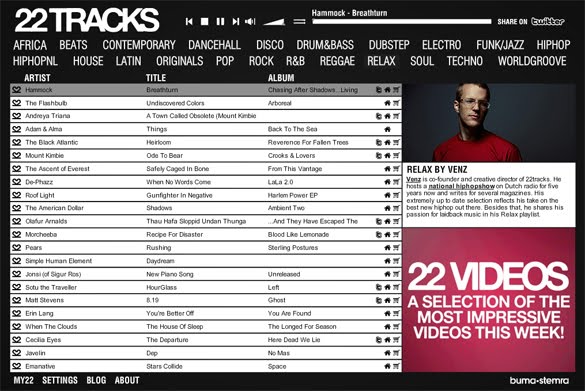 22TRACKS
Hammock - Breathturn
SHARE ON twitter
AFRICA BEATS CONTEMPORARY DANCEHALL DISCO DRUM&BASS DUBSTEP ELECTRO FUNK/JAZZ HIPHOP
HIPHOPNL HOUSE LATIN ORIGINALS POP ROCK R&B REGGAE RELAX SOUL TECHNO WORLDGROOVE
ARTIST TITLE ALBUM
Hammock Breathturn Chasing After Shadows...Living
The Flashbulb Undiscovered Colors Arboreal
Andreya Triana A Town Called Obsolete (Mount Kimbie
Adam & Alma Things Back To The Sea
The Black Atlantic Heirloom Reverence For Fallen Trees
Mount Kimbie Ode To Bear Crooks & Lovers
The Ascent of Everest Safely Caged In Bone From This Vantage
De-Phazz When No Words Come LaLa 2.0
Roof Light Gunfighter In Negative Harlem Power EP
The American Dollar Shadows Ambient Two
Olafur Arnalds Thau Hafa Sloppid Undan Thunga ...And They Have Escaped The
Morcheeba Recipe For Disaster Blood Like Lemonade
Pears Rushing Sterling Postures
Simple Human Element Daydream
Jonsi (of Sigur Ros) New Piano Song Unreleased
Sotu the Traveller HourGlass Left
Matt Stevens 8.19 Ghost
Erin Lang You're Better Off You Are Found
When The Clouds The House Of Sleep The Longed For Season
Cecilia Eyes The Departure Here Dead We Lie
Javelin Dep No Mas
Emanative Stars Collide Space
RELAX BY VENZ
Venz is co-founder and creative director of 22tracks. He
hosts a national hiphopshow on Dutch radio for five
years now and writes for several magazines. His
extremely up to date selection reflects his take on the
best new hiphop out there. Besides that, he shares his
passion for laidback music in his Relax playlist.
22 VIDEOS
A SELECTION OF THE
MOST IMPRESSIVE
VIDEOS THIS WEEK!
MY22 SETTINGS BLOG ABOUT
buma•stemra